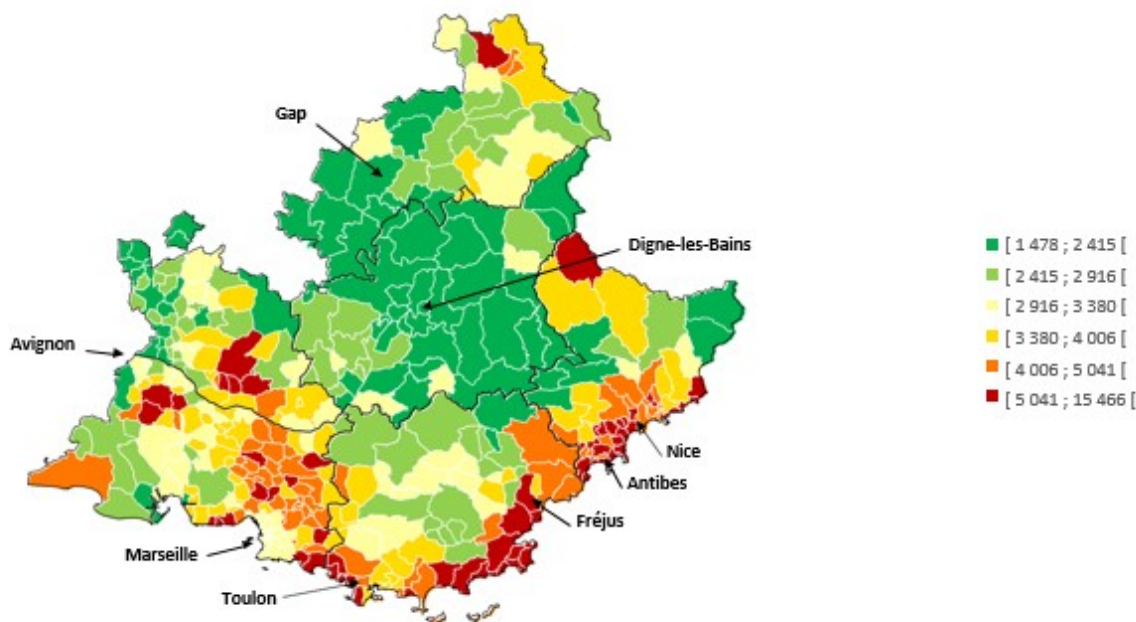 Gap
Digne-les-Bains
Avignon
Nice
Antibes
Fréjus
Marseille
Toulon
[ 1 478 ; 2 415 [
[ 2 415 ; 2 916 [
[ 2 916 ; 3 380 [
[ 3 380 ; 4 006 [
[ 4 006 ; 5 041 [
[ 5 041 ; 15 466 [